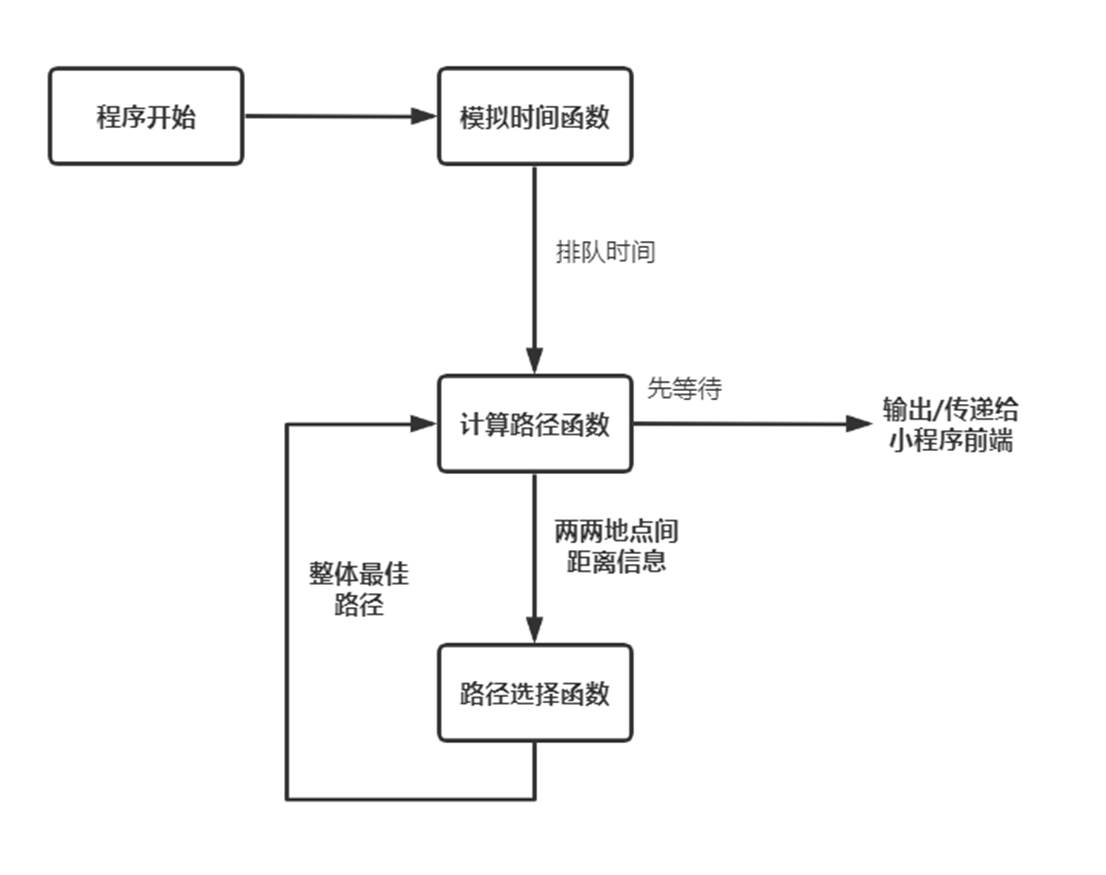 程序开始
模拟时间函数
排队时间
计算路径函数
先等待
输出/传递给
小程序前端
两两地点间
距离信息
整体最佳
路径
路径选择函数